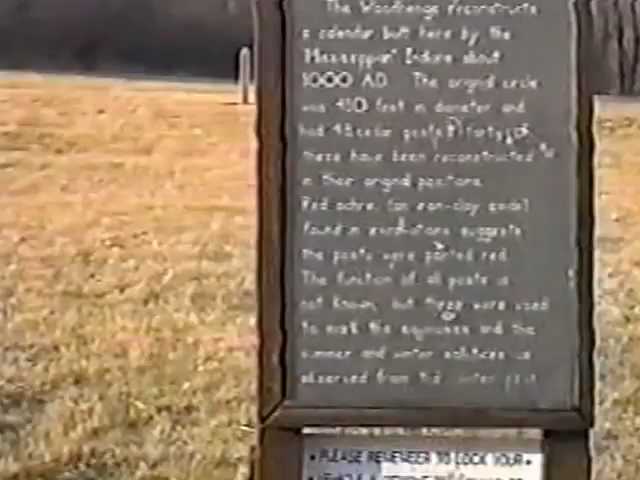 The Woodhenge reconstructs
a calendar built here by the
"Mississippian" Indians about
1000 AD. The original circle
was 410 feet in diameter and
had 48 cedar posts, forty of
these have been reconstructed
in their original positions.
Red ochre (an iron-clay oxide)
found in excavations suggests
the posts were painted red.
The function of all posts is
not known, but three were used
to mark the equinoxes and the
summer and winter solstices as
observed from the center post
• PLEASE REMEMBER TO LOCK YOUR •